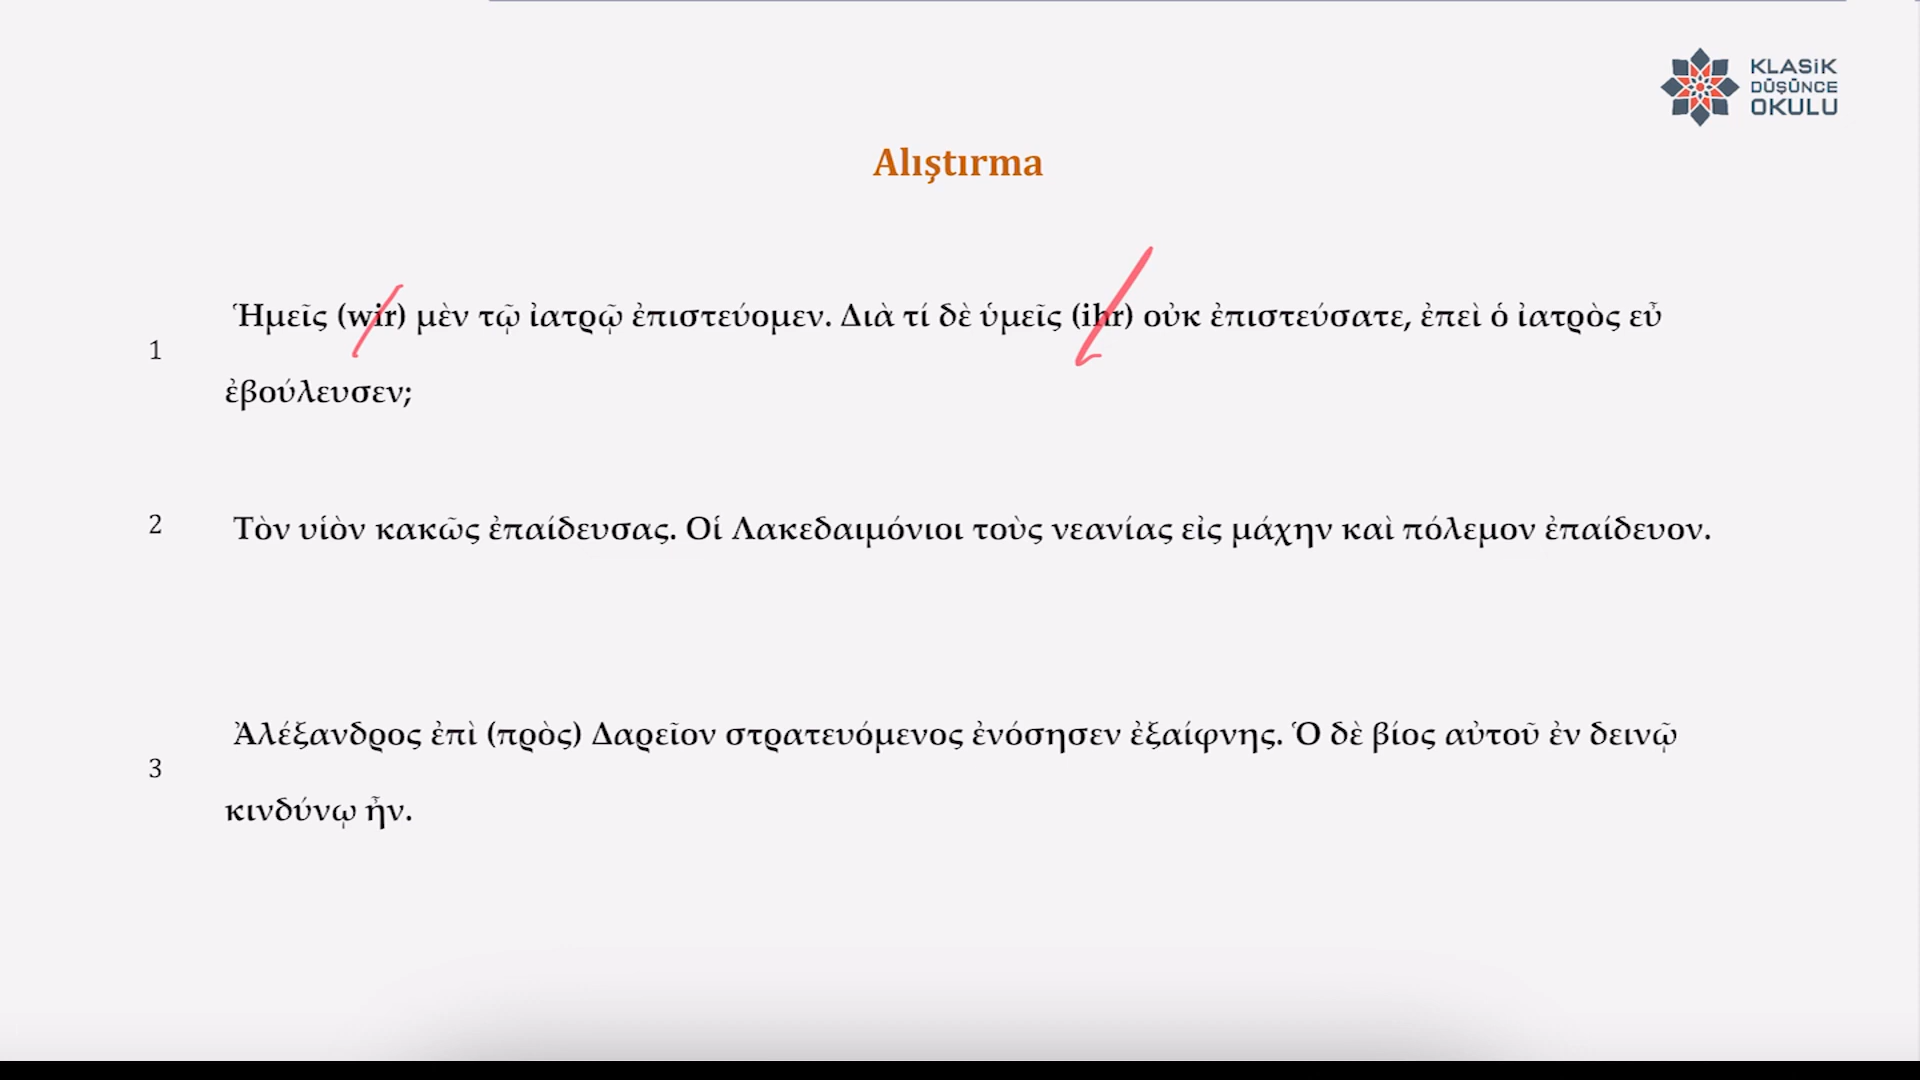 KLASiK
DÜŞÜNCE
OKULU
Alıştırma
1
Ἡμεῖς (wir) μὲν τῷ ἰατρῷ ἐπιστεύομεν. Διὰ τί δὲ ὑμεῖς (ihr) οὐκ ἐπιστεύσατε, ἐπεὶ ὁ ἰατρὸς εὖ
ἐβούλευσεν;
2
Τὸν υἱὸν κακῶς ἐπαίδευσας. Οἱ Λακεδαιμόνιοι τοὺς νεανίας εἰς μάχην καὶ πόλεμον ἐπαίδευον.
3
Ἀλέξανδρος ἐπὶ (πρὸς) Δαρεῖον στρατευόμενος ἐνόσησεν ἐξαίφνης. Ὁ δὲ βίος αὐτοῦ ἐν δεινῷ
κινδύνῳ ἦν.